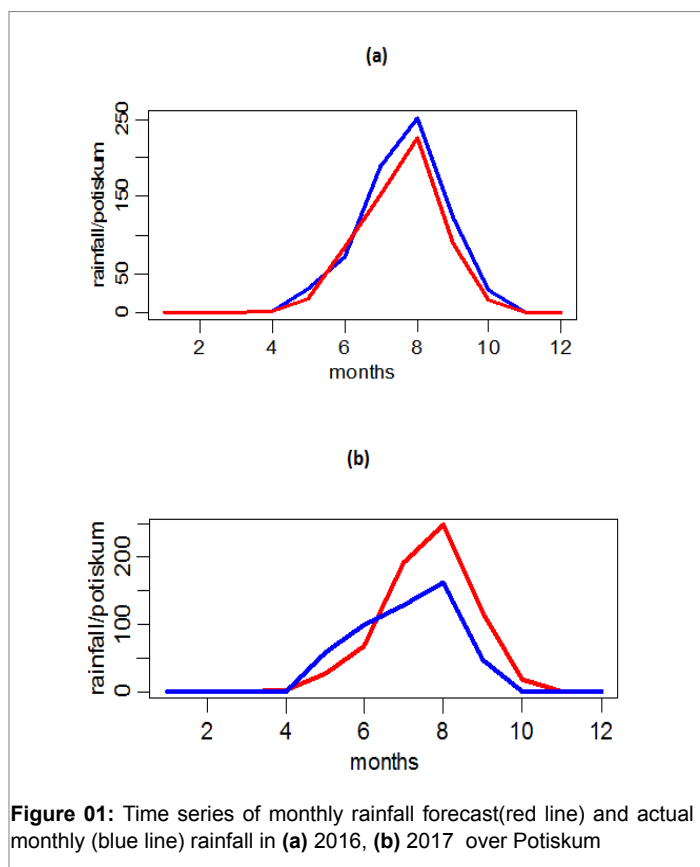 (a)
rainfall/potiskum
250
150
50
0
2 4 6 8 10 12
months
(b)
rainfall/potiskum
200
100
0
2 4 6 8 10 12
months
Figure 01: Time series of monthly rainfall forecast(red line) and actual
monthly (blue line) rainfall in (a) 2016, (b) 2017 over Potiskum